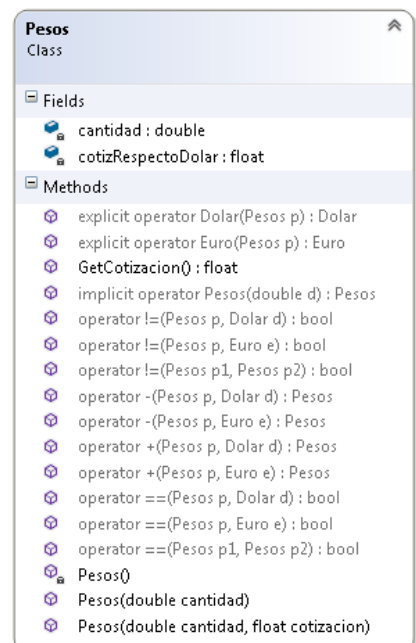 Pesos
Class
Fields
cantidad : double
cotizRespectoDolar : float
Methods
explicit operator Dolar(Pesos p) : Dolar
explicit operator Euro(Pesos p) : Euro
GetCotizacion() : float
implicit operator Pesos(double d) : Pesos
operator !=(Pesos p, Dolar d) : bool
operator !=(Pesos p, Euro e) : bool
operator !=(Pesos p1, Pesos p2) : bool
operator -(Pesos p, Dolar d) : Pesos
operator -(Pesos p, Euro e) : Pesos
operator +(Pesos p, Dolar d) : Pesos
operator +(Pesos p, Euro e) : Pesos
operator ==(Pesos p, Dolar d) : bool
operator ==(Pesos p, Euro e) : bool
operator ==(Pesos p1, Pesos p2) : bool
Pesos()
Pesos(double cantidad)
Pesos(double cantidad, float cotizacion)